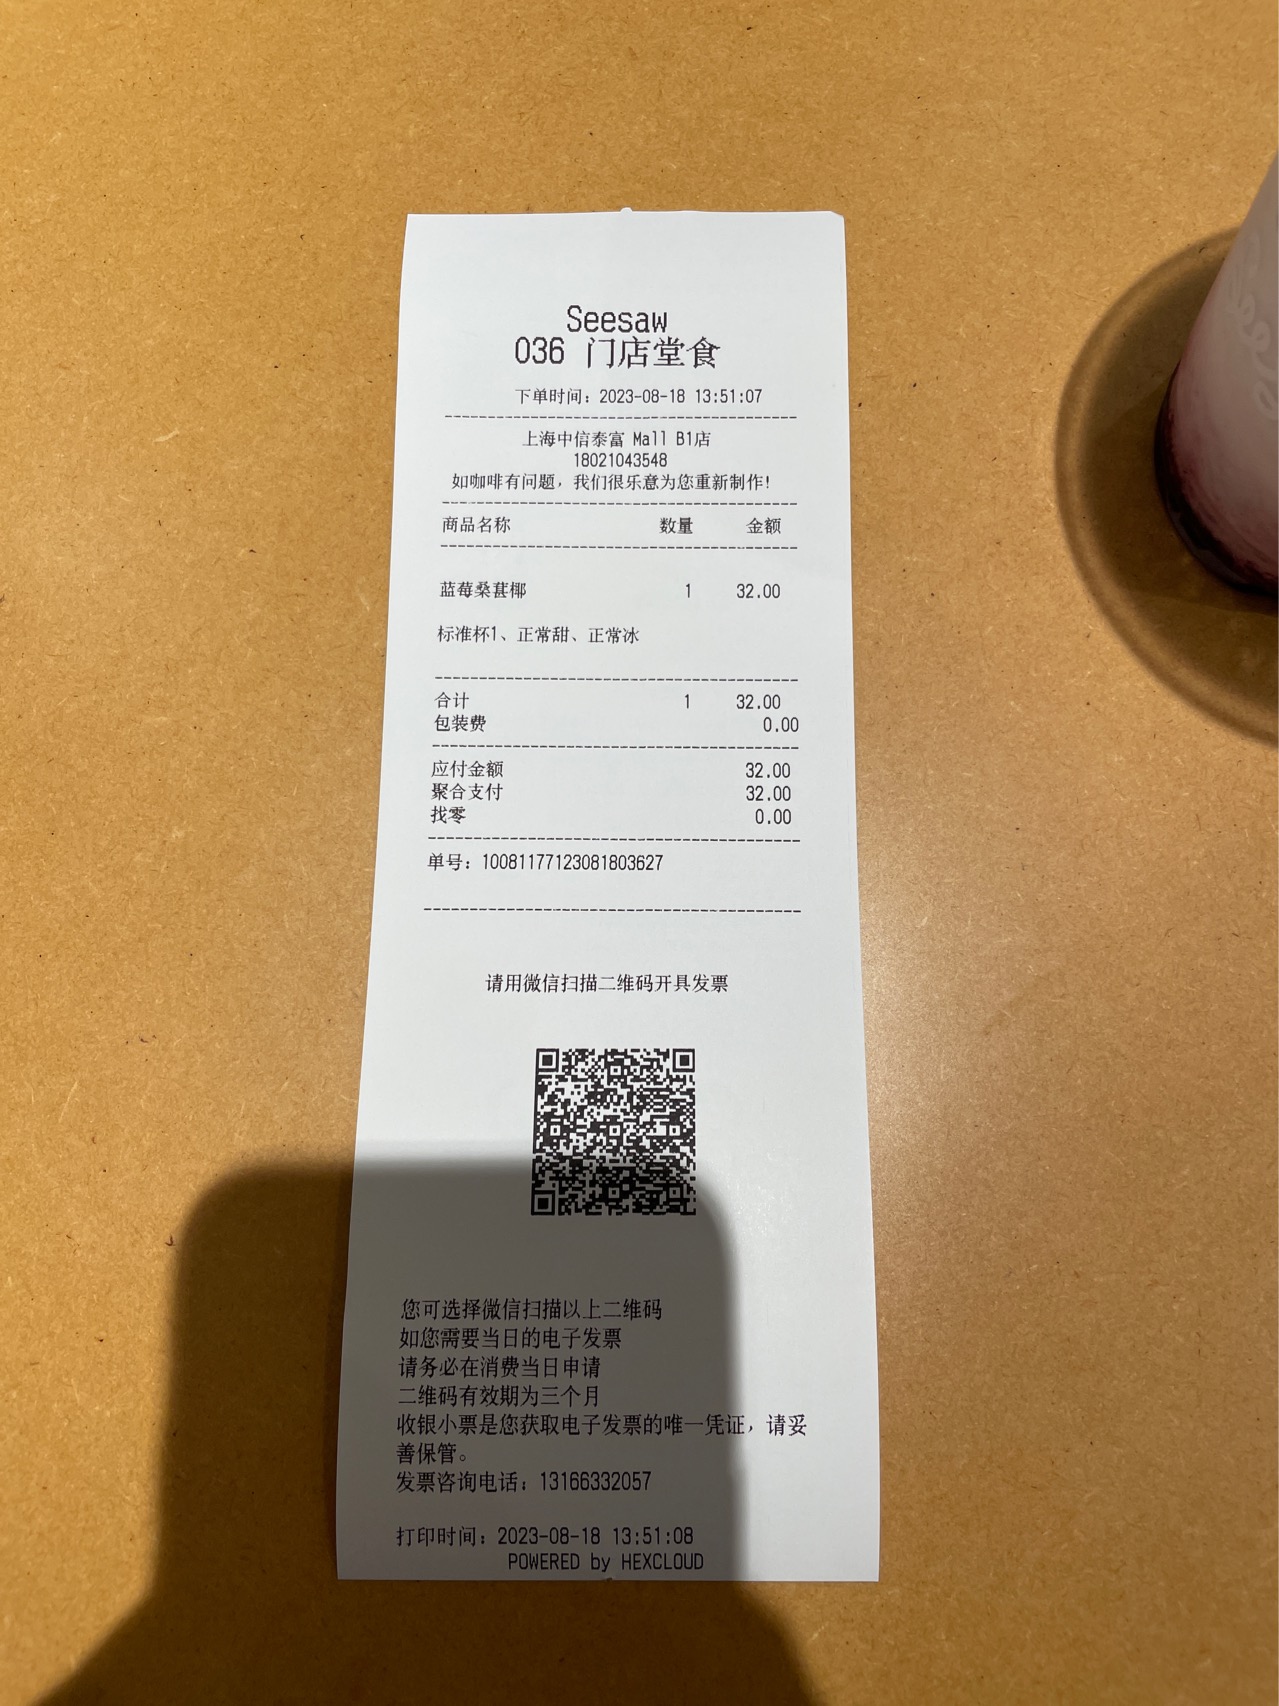 Seesaw
036 门店堂食
下单时间：2023-08-18 13:51:07
上海中信泰富 Mall B1店
18021043548
如咖啡有问题，我们很乐意为您重新制作!
商品名称 数量 金额
蓝莓桑葚椰 1 32.00
标准杯1、正常甜、正常冰
合计 1 32.00
包装费 0.00
应付金额 32.00
聚合支付 32.00
找零 0.00
单号：10081177123081803627
请用微信扫描二维码开具发票
您可选择微信扫描以上二维码
如您需要当日的电子发票
请务必在消费当日申请
二维码有效期为三个月
收银小票是您获取电子发票的唯一凭证，请妥
善保管。
发票咨询电话：13166332057
打印时间：2023-08-18 13:51:08
POWERED by HEXCLOUD